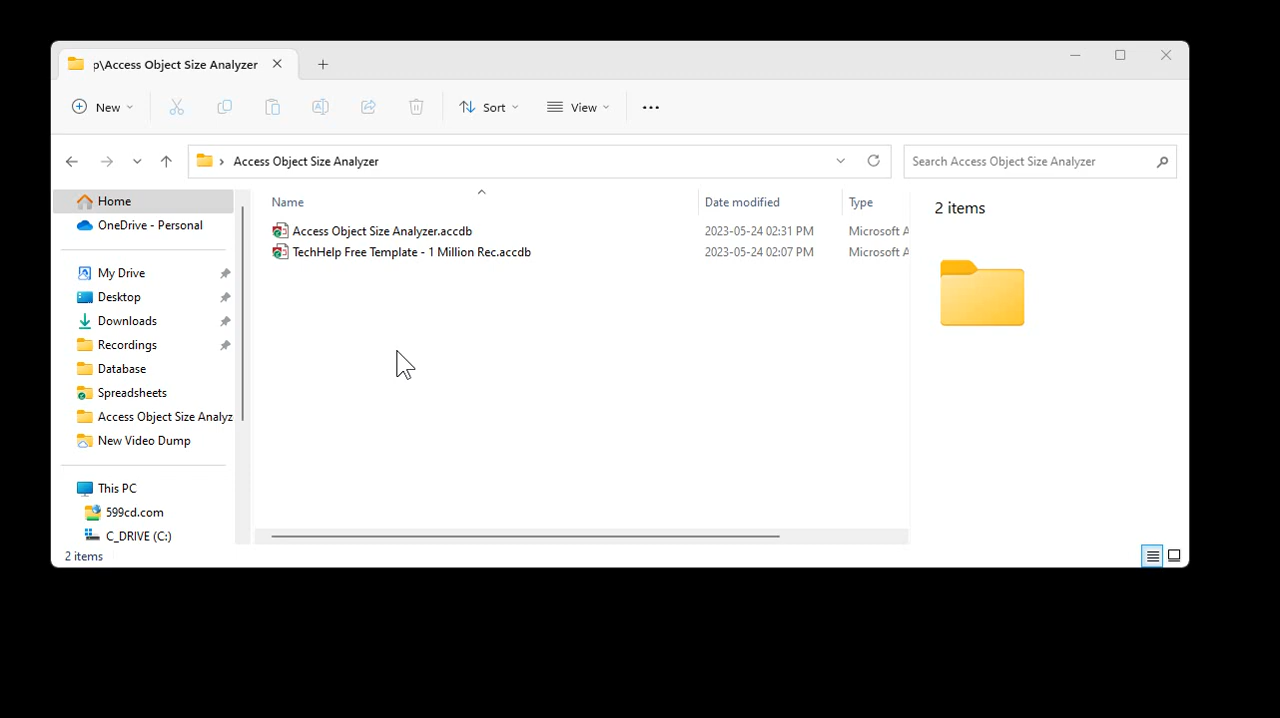 p\Access Object Size Analyzer
New
Sort
View
Access Object Size Analyzer
Search Access Object Size Analyzer
Home
OneDrive - Personal
My Drive
Desktop
Downloads
Recordings
Database
Spreadsheets
Access Object Size Analyz
New Video Dump
This PC
599cd.com
C_DRIVE (C:)
Name Date modified Type
Access Object Size Analyzer.accdb 2023-05-24 02:31 PM Microsoft A
TechHelp Free Template - 1 Million Rec.accdb 2023-05-24 02:07 PM Microsoft A
2 items
2 items